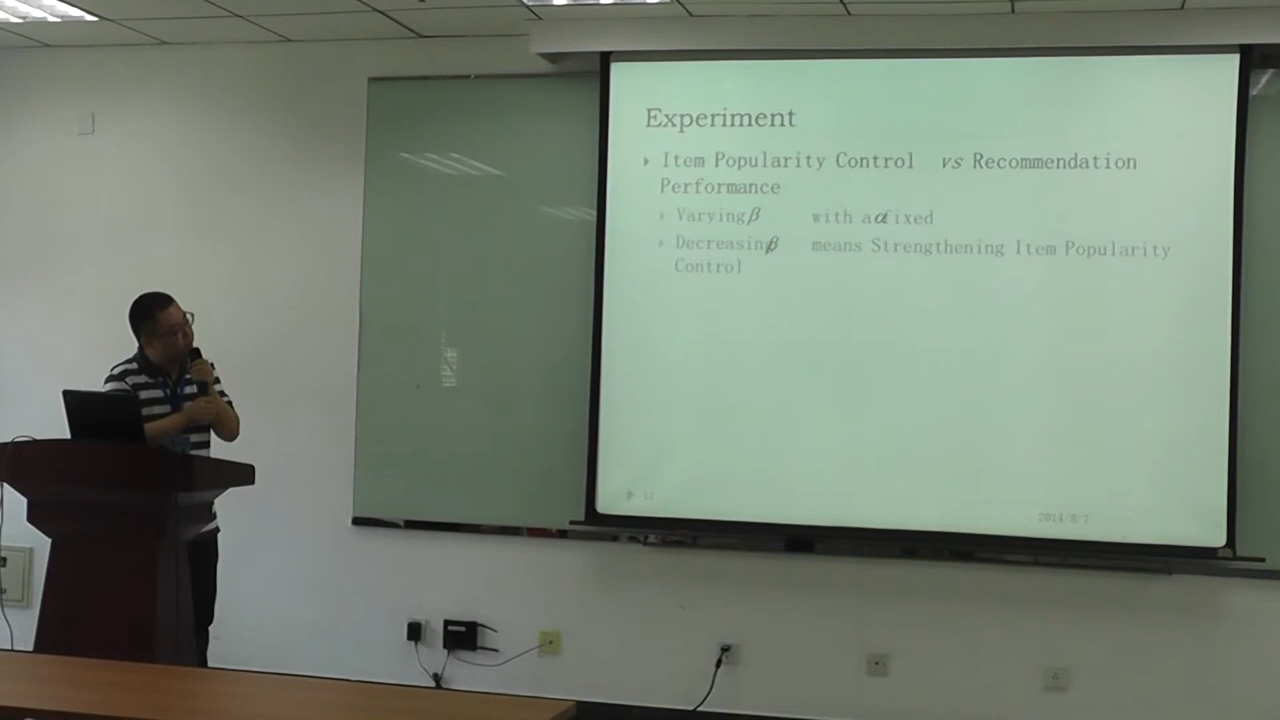 Experiment
Item Popularity Control vs Recommendation
Performance
Varying β with a α fixed
Decreasing β means Strengthening Item Popularity
Control
13
2014/8/7